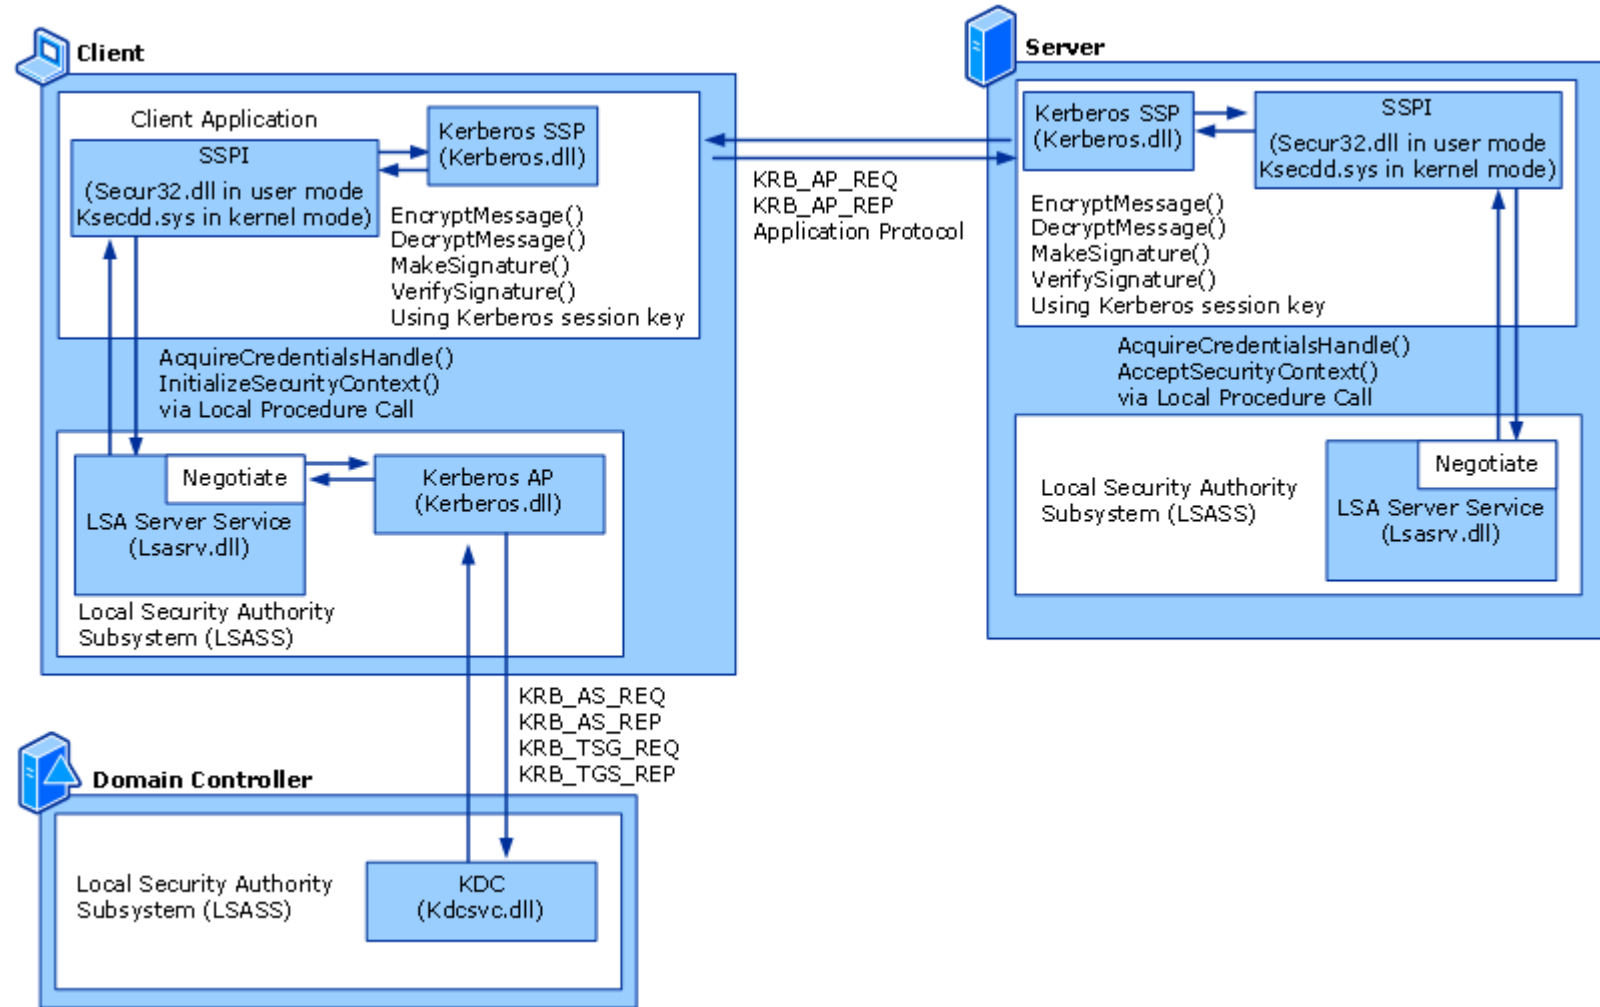 Client
Client Application
SSPI
(Secur32.dll in user mode
Ksecdd.sys in kernel mode)
Kerberos SSP
(Kerberos.dll)
EncryptMessage()
DecryptMessage()
MakeSignature()
VerifySignature()
Using Kerberos session key
AcquireCredentialsHandle()
InitializeSecurityContext()
via Local Procedure Call
Negotiate
LSA Server Service
(Lsasrv.dll)
Kerberos AP
(Kerberos.dll)
Local Security Authority
Subsystem (LSASS)
KRB_AP_REQ
KRB_AP_REP
Application Protocol
Server
Kerberos SSP
(Kerberos.dll)
SSPI
(Secur32.dll in user mode
Ksecdd.sys in kernel mode)
EncryptMessage()
DecryptMessage()
MakeSignature()
VerifySignature()
Using Kerberos session key
AcquireCredentialsHandle()
AcceptSecurityContext()
via Local Procedure Call
Local Security Authority
Subsystem (LSASS)
Negotiate
LSA Server Service
(Lsasrv.dll)
KRB_AS_REQ
KRB_AS_REP
KRB_TSG_REQ
KRB_TGS_REP
Domain Controller
Local Security Authority
Subsystem (LSASS)
KDC
(Kdcsvc.dll)